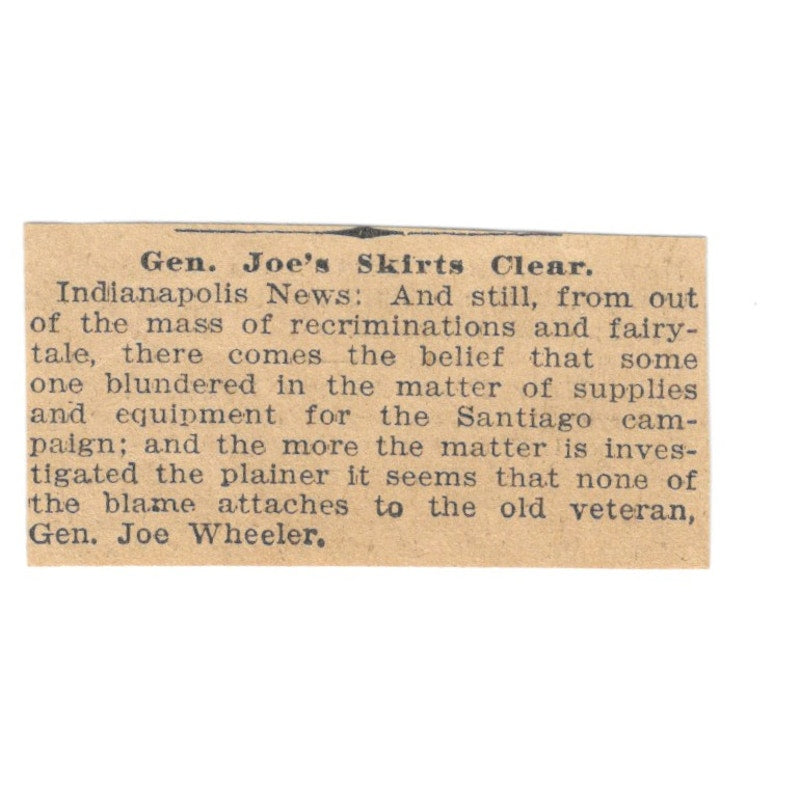 Gen. Joe's Skirts Clear.
Indianapolis News: And still, from out
of the mass of recriminations and fairy-
tale, there comes the belief that some
one blundered in the matter of supplies
and equipment for the Santiago cam-
paign; and the more the matter is inves-
tigated the plainer it seems that none of
the blame attaches to the old veteran,
Gen. Joe Wheeler.